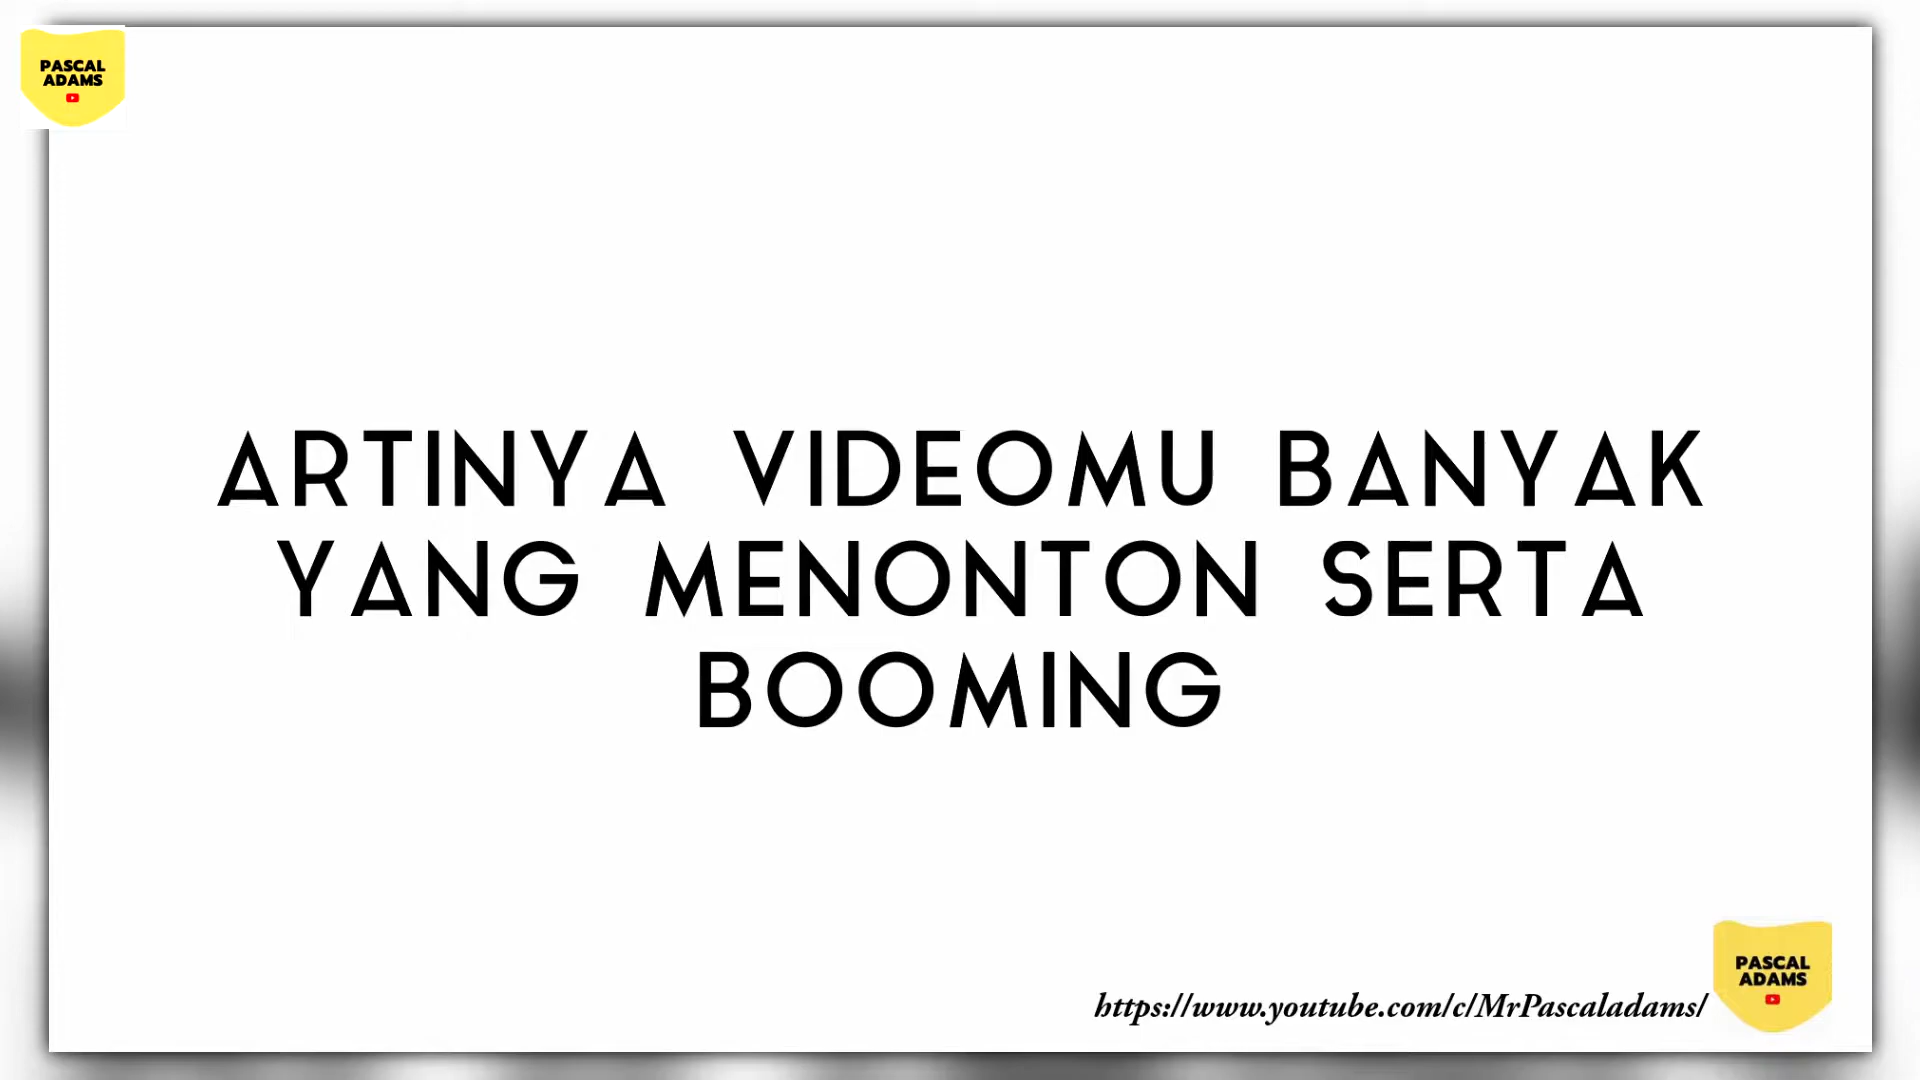 PASCAL
ADAMS
ARTINYA VIDEOMU BANYAK
YANG MENONTON SERTA
BOOMING
https://www.youtube.com/c/MrPascaladams/
PASCAL
ADAMS